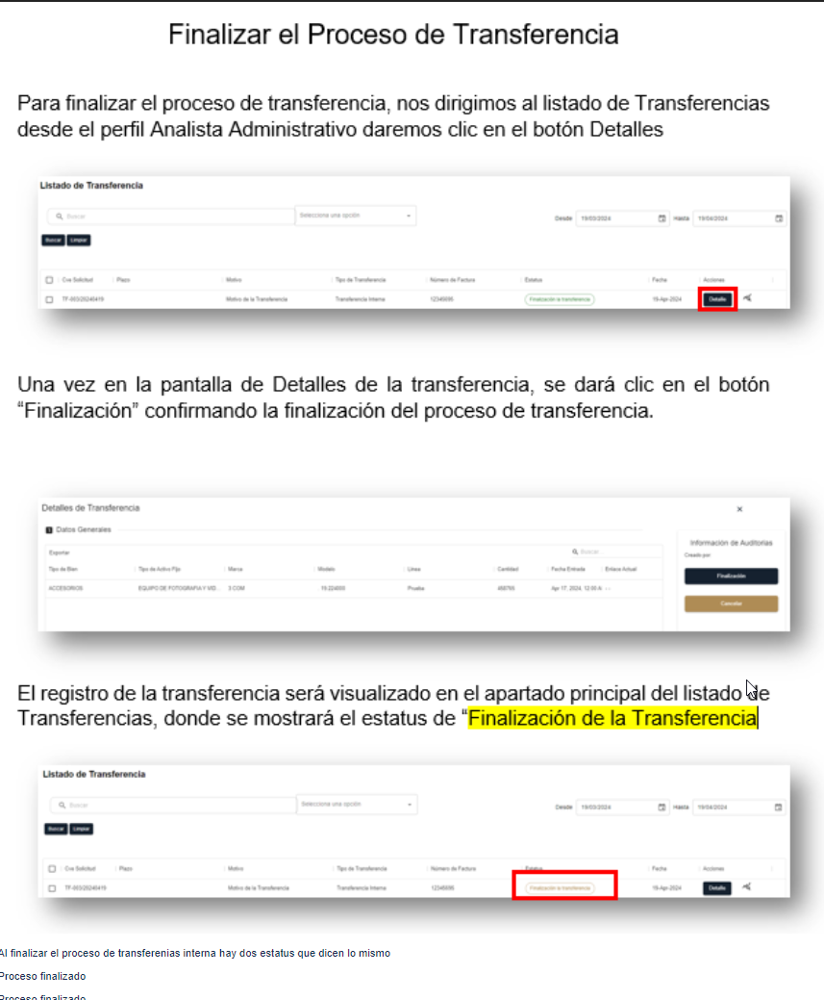 Finalizar el Proceso de Transferencia
Para finalizar el proceso de transferencia, nos dirigimos al listado de Transferencias
desde el perfil Analista Administrativo daremos clic en el botón Detalles
Listado de Transferencia
Buscar Selecciona una opción Desde 19/03/2024 Hasta 19/04/2024
Buscar Limpiar
Cve Solicitud Plazo Motivo Tipo de Transferencia Número de Factura Estatus Fecha Acciones
TF-003/20240419 Motivo de la Transferencia Transferencia Interna Finalización la transferencia 19-Apr-2024 Detalle
Una vez en la pantalla de Detalles de la transferencia, se dará clic en el botón
“Finalización” confirmando la finalización del proceso de transferencia.
Detalles de Transferencia ×
Datos Generales
Información de Auditorias
Exportar Buscar...
Creado por:
Tipo de Bien Tipo de Activo Fijo Marca Modelo Línea Cantidad Fecha Entrada Enlace Actual
Finalización
ACCESORIOS EQUIPO DE FOTOGRAFIA Y VID... 3 COM Prueba Apr 17, 2024, 12:00 A ---
Cancelar
El registro de la transferencia será visualizado en el apartado principal del listado de
Transferencias, donde se mostrará el estatus de “Finalización de la Transferencia
Listado de Transferencia
Buscar Selecciona una opción Desde 19/03/2024 Hasta 19/04/2024
Buscar Limpiar
Cve Solicitud Plazo Motivo Tipo de Transferencia Número de Factura Estatus Fecha Acciones
TF-003/20240419 Motivo de la Transferencia Transferencia Interna Finalización la transferencia 19-Apr-2024 Detalle
Al finalizar el proceso de transferenias interna hay dos estatus que dicen lo mismo
Proceso finalizado
Proceso finalizado